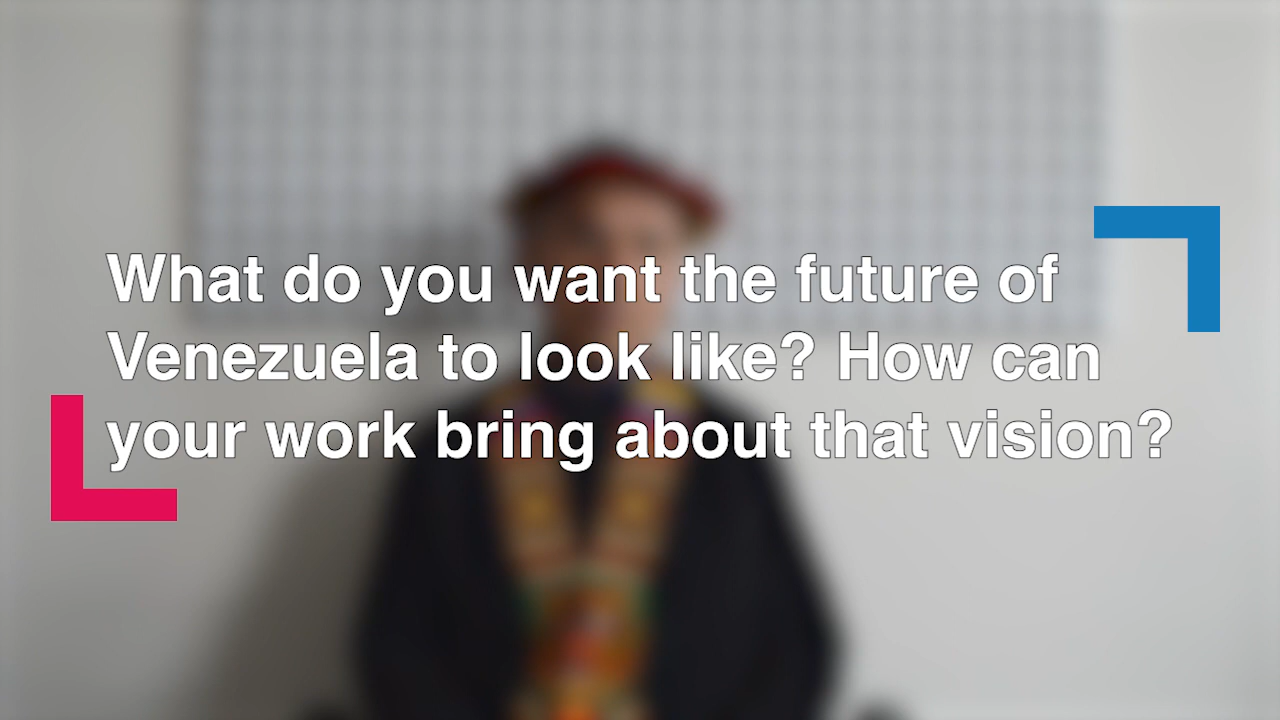 What do you want the future of
Venezuela to look like? How can
your work bring about that vision?